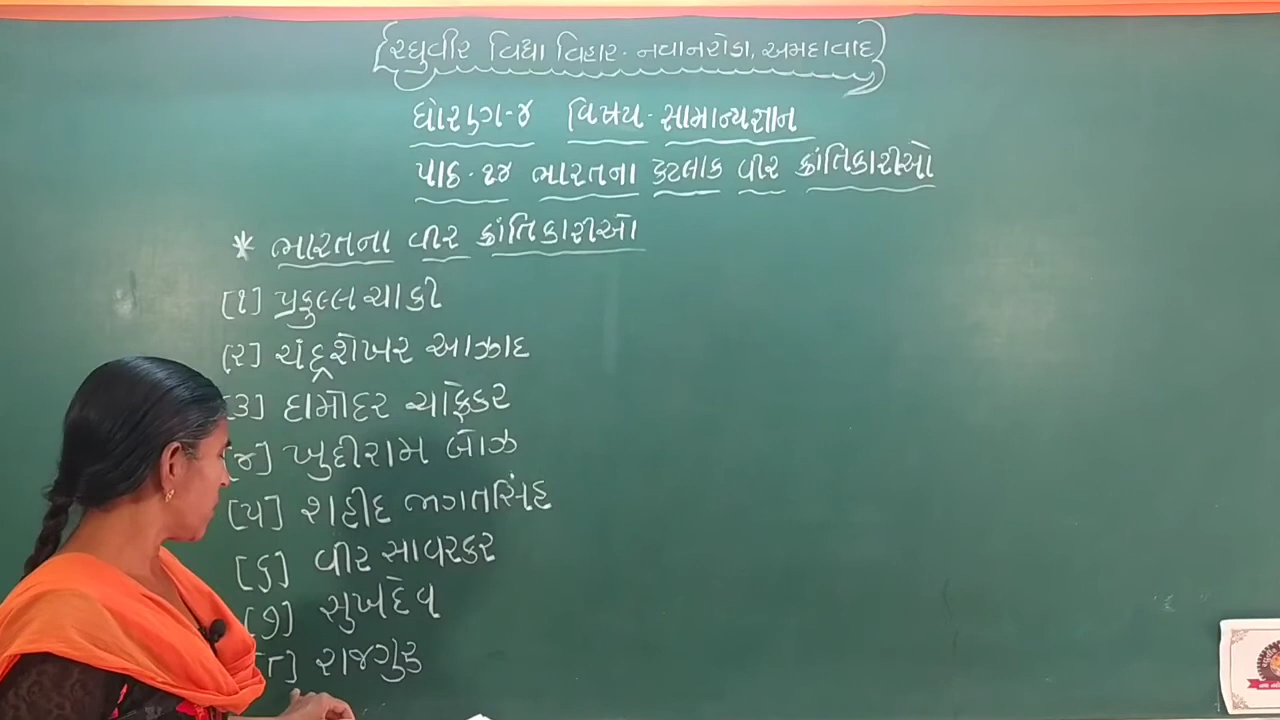 રઘુવીર વિદ્યા વિહાર. નવાનરોડા, અમદાવાદ
ધોરણ-૪ વિષય. સામાન્યજ્ઞાન
પાઠ.૧૪ ભારતના કેટલાક વીર ક્રાંતિકારીઓ
* ભારતના વીર ક્રાંતિકારીઓ
[૧] પ્રફુલ્લ ચાકી
[૨] ચંદ્રશેખર આઝાદ
[૩] દામોદર ચાફેકર
[૪] ખુદીરામ બોઝ
[૫] શહીદ ભગતસિંહ
[૬] વીર સાવરકર
[૭] સુખદેવ
[૮] રાજગુરુ